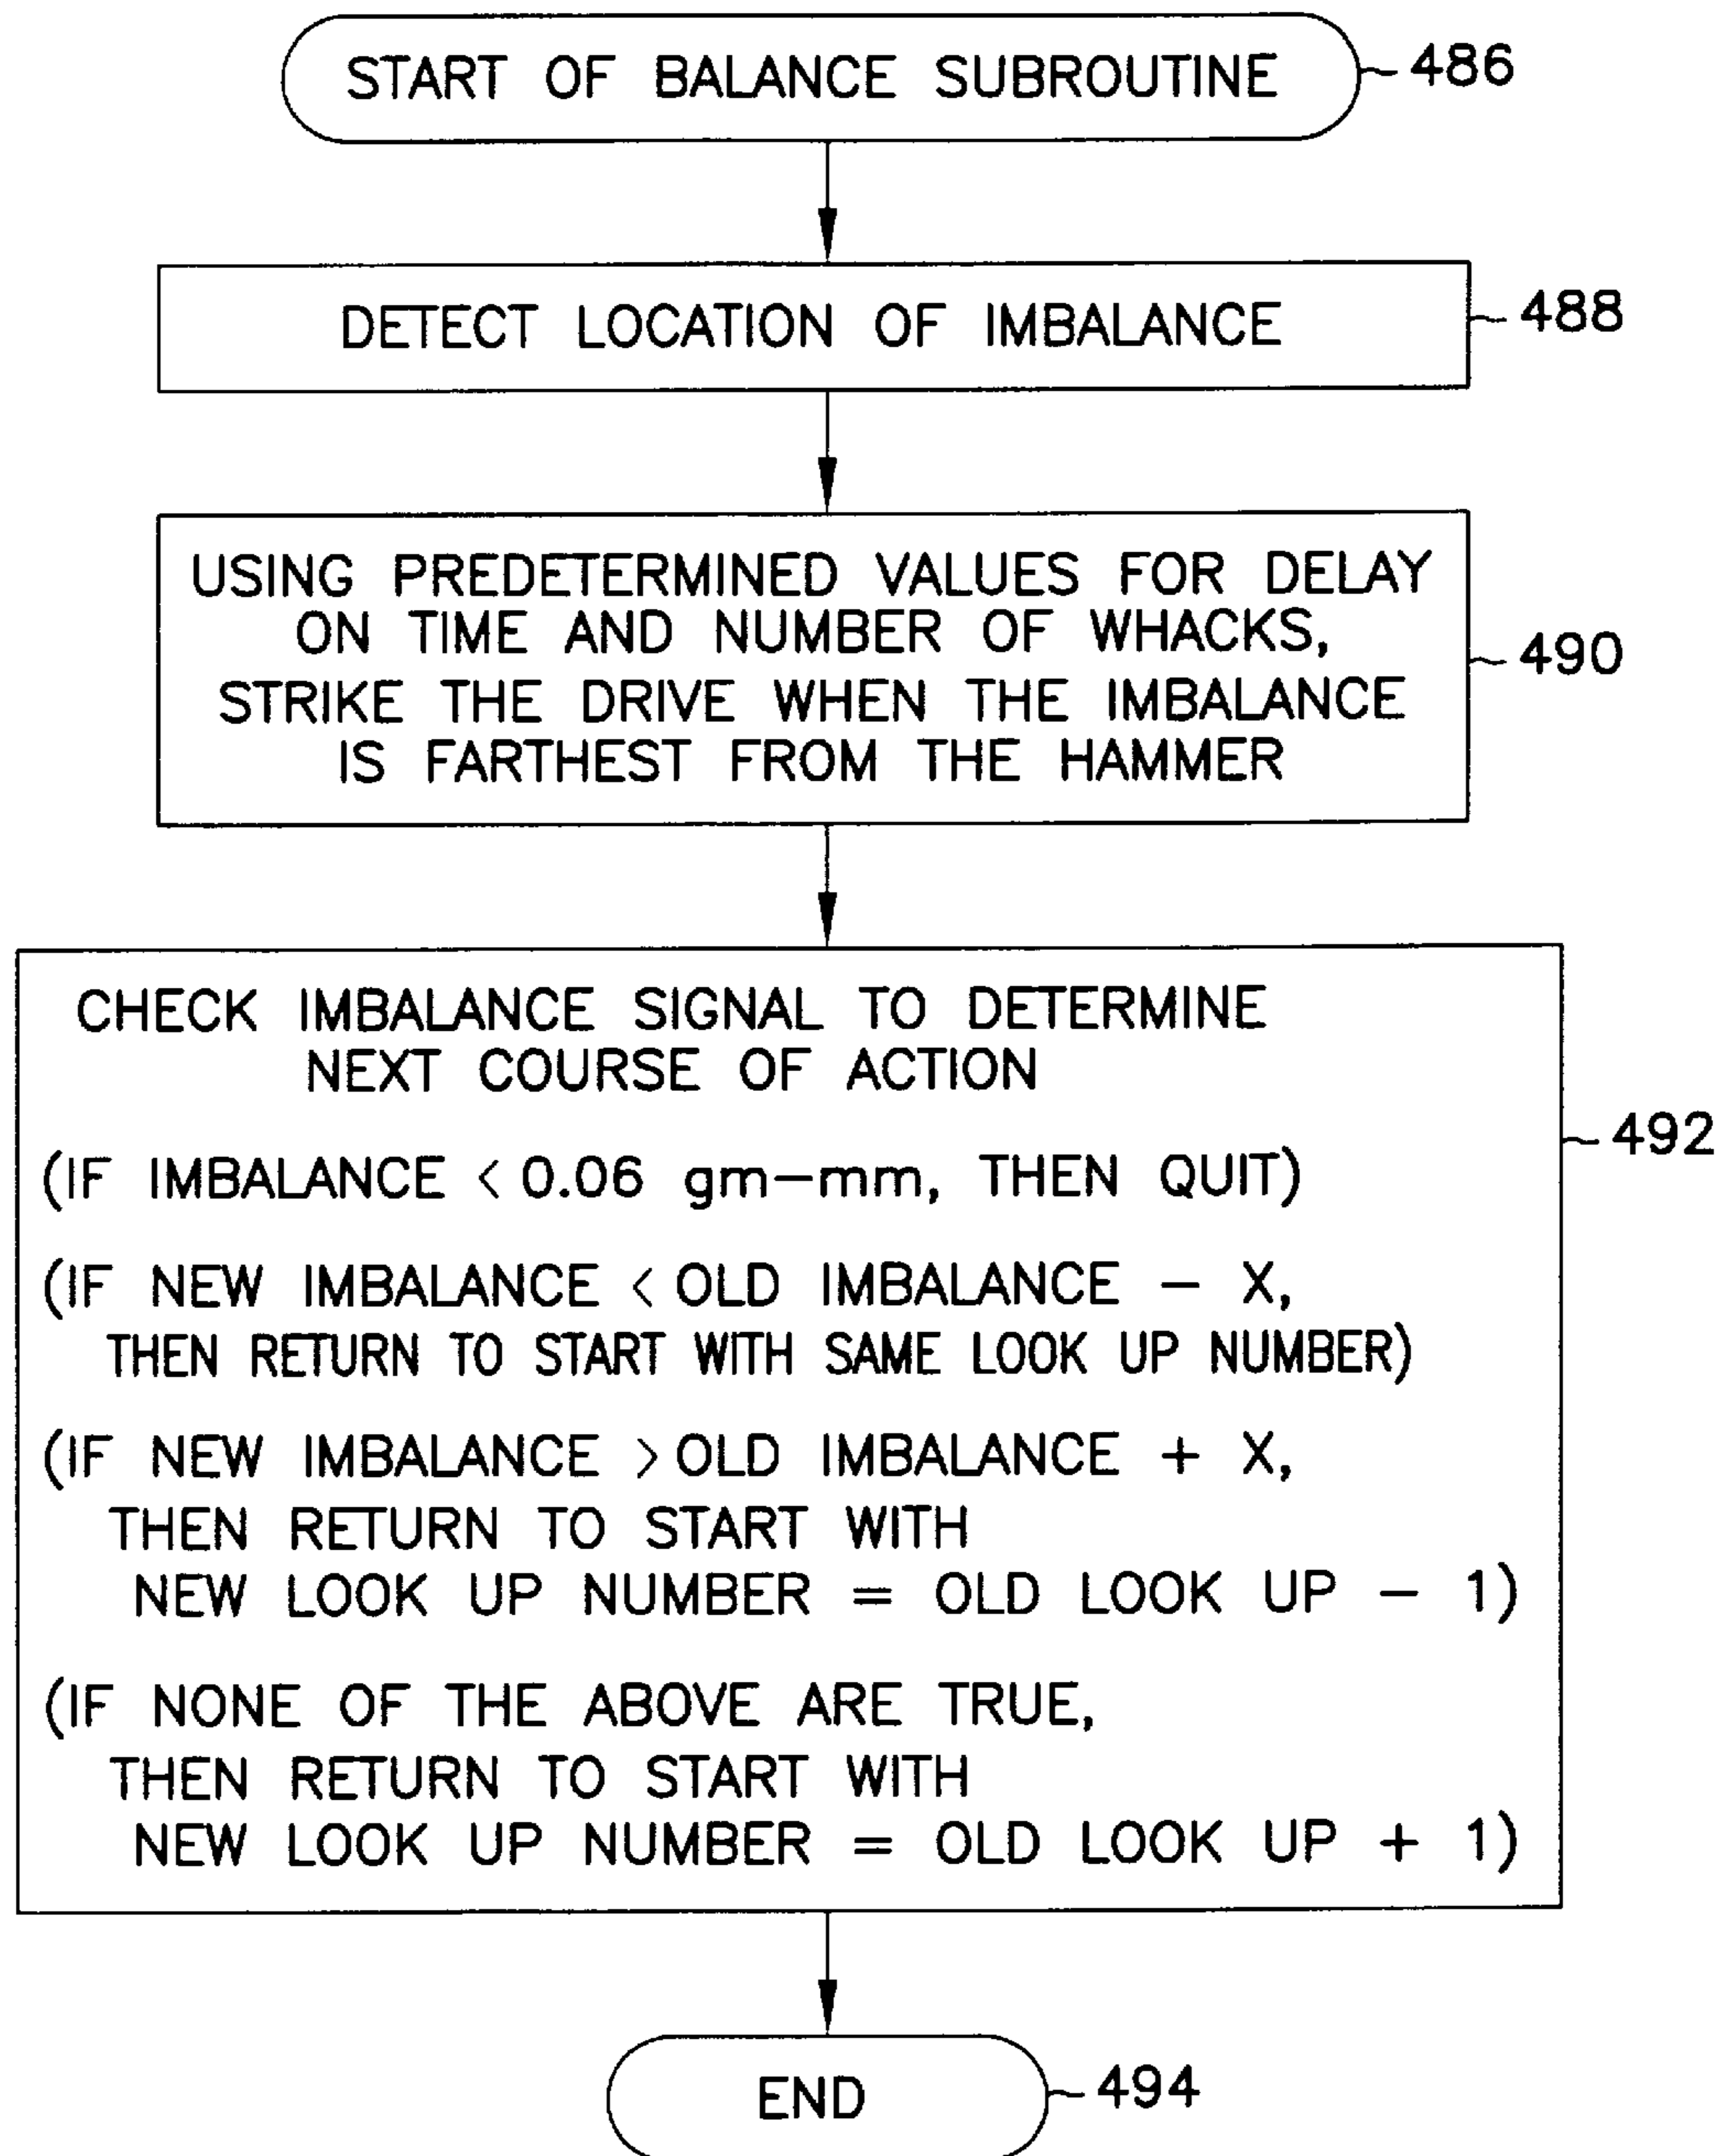 START OF BALANCE SUBROUTINE
486
DETECT LOCATION OF IMBALANCE
488
USING PREDETERMINED VALUES FOR DELAY
ON TIME AND NUMBER OF WHACKS,
STRIKE THE DRIVE WHEN THE IMBALANCE
IS FARTHEST FROM THE HAMMER
490
CHECK IMBALANCE SIGNAL TO DETERMINE
NEXT COURSE OF ACTION
(IF IMBALANCE < 0.06 gm-mm, THEN QUIT)
(IF NEW IMBALANCE < OLD IMBALANCE - X,
THEN RETURN TO START WITH SAME LOOK UP NUMBER)
(IF NEW IMBALANCE > OLD IMBALANCE + X,
THEN RETURN TO START WITH
NEW LOOK UP NUMBER = OLD LOOK UP - 1)
(IF NONE OF THE ABOVE ARE TRUE,
THEN RETURN TO START WITH
NEW LOOK UP NUMBER = OLD LOOK UP + 1)
492
END
494